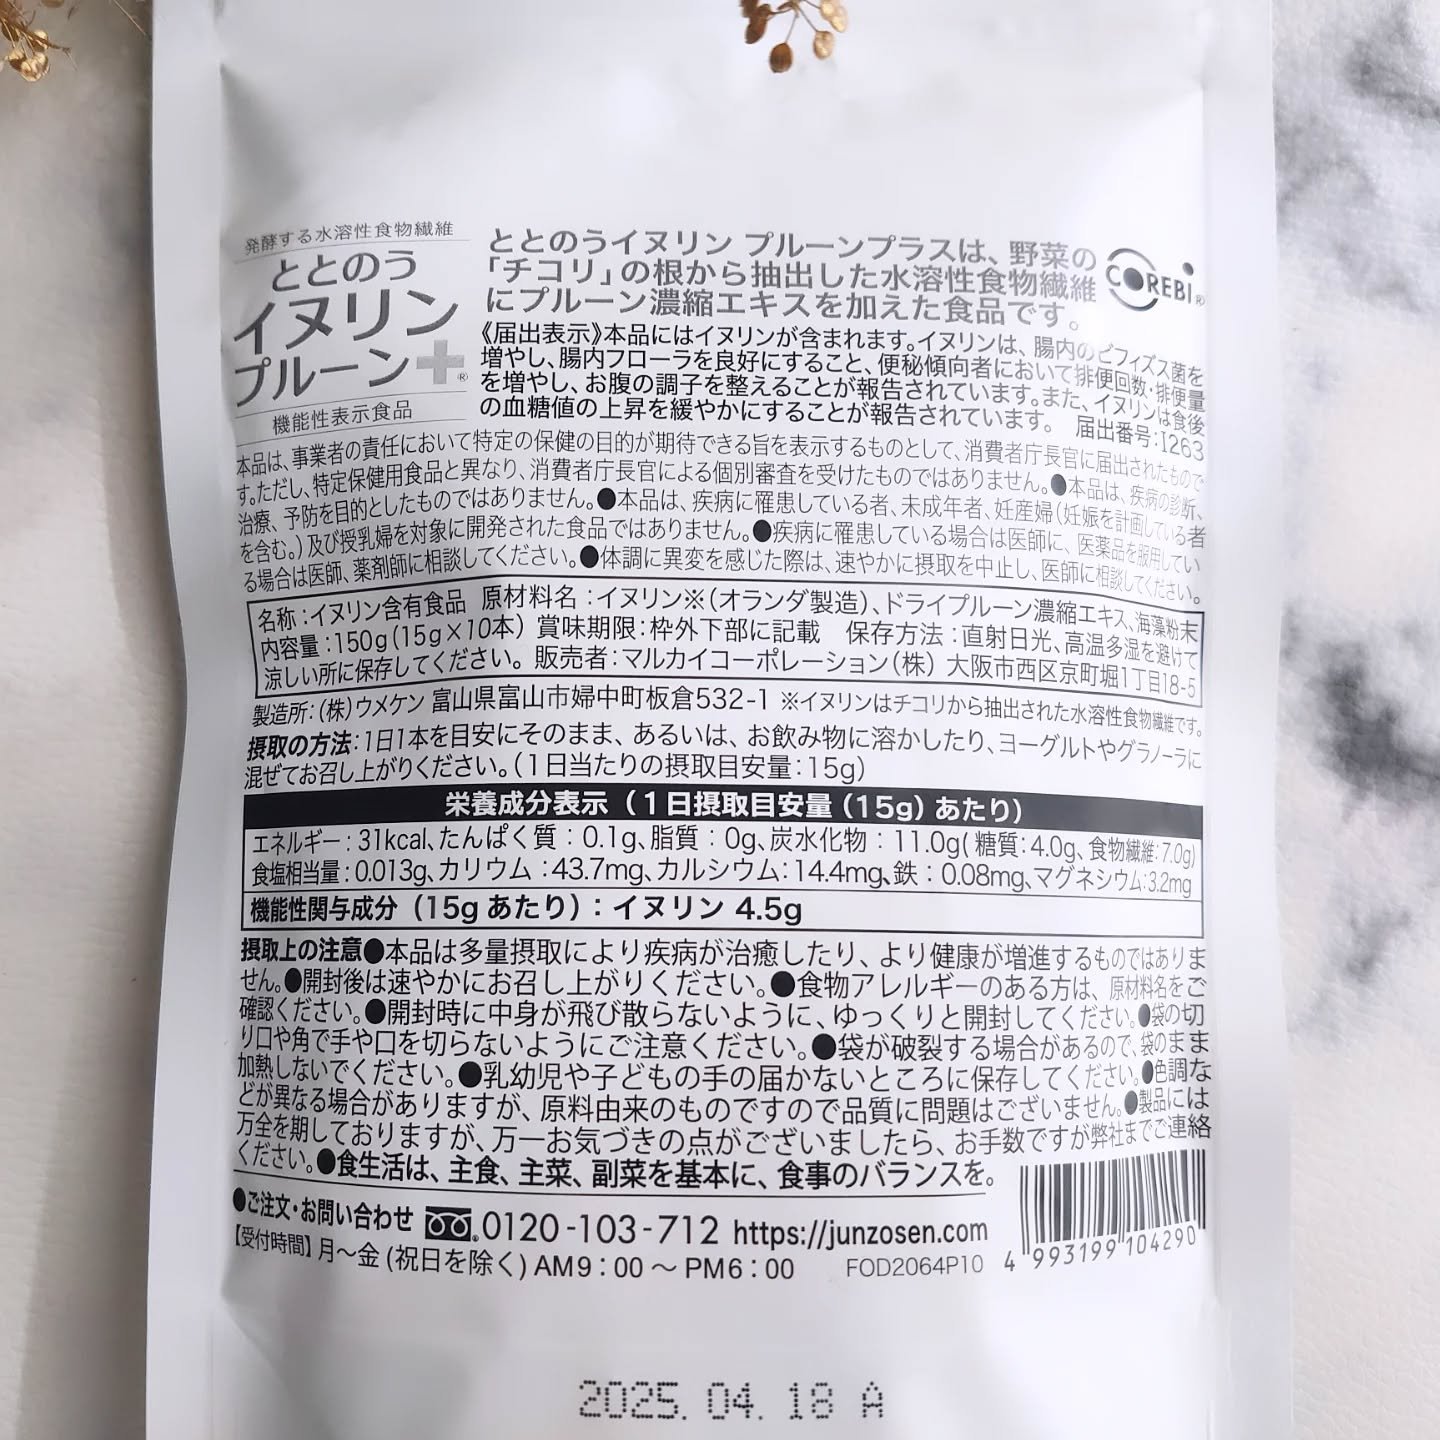 発酵する水溶性食物繊維
ととのう
イヌリン
プルーン+®
機能性表示食品
ととのうイヌリン プルーンプラスは、野菜の
「チコリ」の根から抽出した水溶性食物繊維
にプルーン濃縮エキスを加えた食品です。
COREBi®
《届出表示》本品にはイヌリンが含まれます。イヌリンは、腸内のビフィズス菌を
増やし、腸内フローラを良好にすること、便秘傾向者において排便回数・排便量
を増やし、お腹の調子を整えることが報告されています。また、イヌリンは食後
の血糖値の上昇を緩やかにすることが報告されています。 届出番号:I263
本品は、事業者の責任において特定の保健の目的が期待できる旨を表示するものとして、消費者庁長官に届出されたもので
す。ただし、特定保健用食品と異なり、消費者庁長官による個別審査を受けたものではありません。●本品は、疾病の診断、
治療、予防を目的としたものではありません。●本品は、疾病に罹患している者、未成年者、妊産婦(妊娠を計画している者
を含む。)及び授乳婦を対象に開発された食品ではありません。●疾病に罹患している場合は医師に、医薬品を服用してい
る場合は医師、薬剤師に相談してください。●体調に異変を感じた際は、速やかに摂取を中止し、医師に相談してください。
名称:イヌリン含有食品 原材料名:イヌリン※(オランダ製造)、ドライプルーン濃縮エキス、海藻粉末
内容量:150g(15g×10本) 賞味期限:枠外下部に記載 保存方法:直射日光、高温多湿を避けて
涼しい所に保存してください。 販売者:マルカイコーポレーション(株) 大阪市西区京町堀1丁目18-5
製造所:(株)ウメケン 富山県富山市婦中町板倉532-1 ※イヌリンはチコリから抽出された水溶性食物繊維です。
摂取の方法:1日1本を目安にそのまま、あるいは、お飲み物に溶かしたり、ヨーグルトやグラノーラに
混ぜてお召し上がりください。(1日当たりの摂取目安量:15g)
栄養成分表示(1日摂取目安量(15g)あたり)
エネルギー:31kcal、たんぱく質:0.1g、脂質:0g、炭水化物:11.0g(糖質:4.0g、食物繊維:7.0g)
食塩相当量:0.013g、カリウム:43.7mg、カルシウム:14.4mg、鉄:0.08mg、マグネシウム:3.2mg
機能性関与成分(15gあたり):イヌリン 4.5g
摂取上の注意●本品は多量摂取により疾病が治癒したり、より健康が増進するものではありま
せん。●開封後は速やかにお召し上がりください。●食物アレルギーのある方は、原材料名をご
確認ください。●開封時に中身が飛び散らないように、ゆっくりと開封してください。●袋の切
り口や角で手や口を切らないようにご注意ください。●袋が破裂する場合があるので、袋のまま
加熱しないでください。●乳幼児や子どもの手の届かないところに保存してください。●色調な
どが異なる場合がありますが、原料由来のものですので品質に問題はございません。●製品には
万全を期しておりますが、万一お気づきの点がございましたら、お手数ですが弊社までご連絡
ください。●食生活は、主食、主菜、副菜を基本に、食事のバランスを。
●ご注文・お問い合わせ 0120-103-712 https://junzosen.com
【受付時間】月〜金(祝日を除く)AM9:00〜PM6:00 FOD2064P10
4 993199 104290
2025.04.18 A